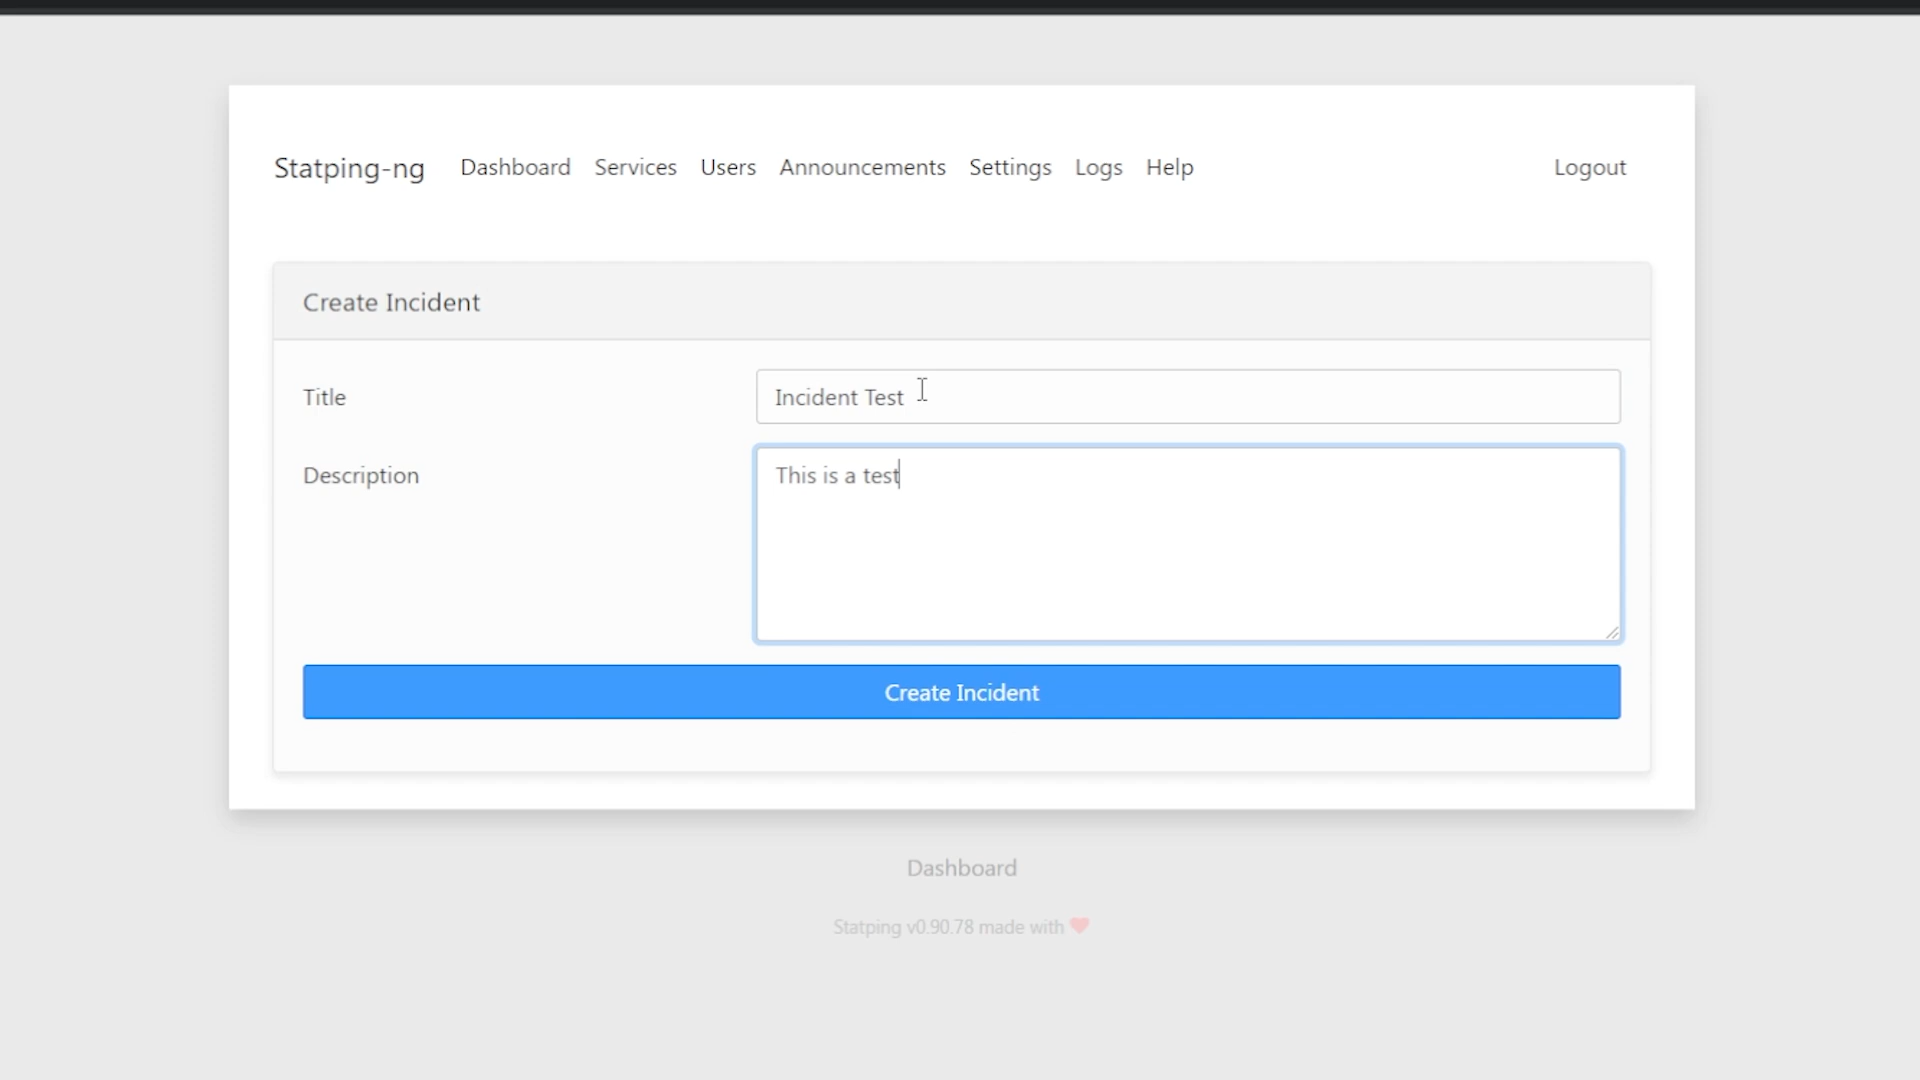 Statping-ng Dashboard Services Users Announcements Settings Logs Help Logout
Create Incident
Title Incident Test
Description This is a test
Create Incident
Dashboard
Statping v0.90.78 made with